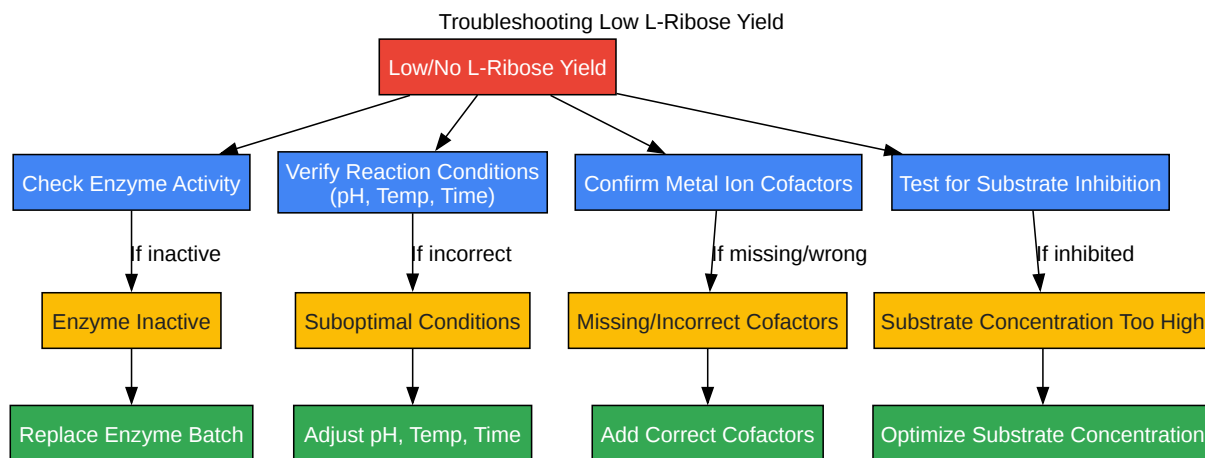 Troubleshooting Low L-Ribose Yield
Low/No L-Ribose Yield
Check Enzyme Activity
Verify Reaction Conditions
(pH, Temp, Time)
Confirm Metal Ion Cofactors
Test for Substrate Inhibition
If inactive
If incorrect
If missing/wrong
If inhibited
Enzyme Inactive
Suboptimal Conditions
Missing/Incorrect Cofactors
Substrate Concentration Too High
Replace Enzyme Batch
Adjust pH, Temp, Time
Add Correct Cofactors
Optimize Substrate Concentration